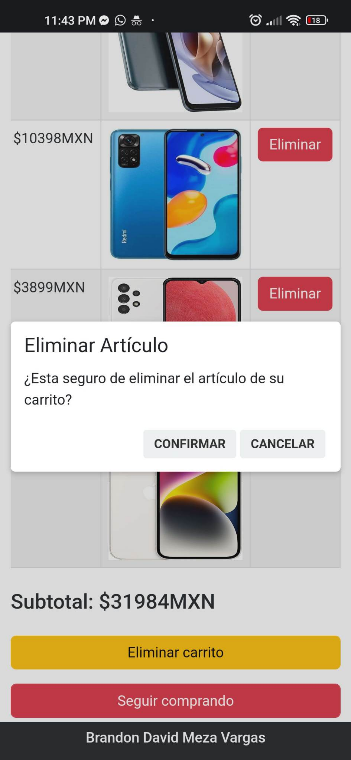 11:43 PM
18
$10398MXN
Redmi
Eliminar
$3899MXN
Eliminar
Eliminar Artículo
¿Esta seguro de eliminar el artículo de su
carrito?
CONFIRMAR CANCELAR
Subtotal: $31984MXN
Eliminar carrito
Seguir comprando
Brandon David Meza Vargas